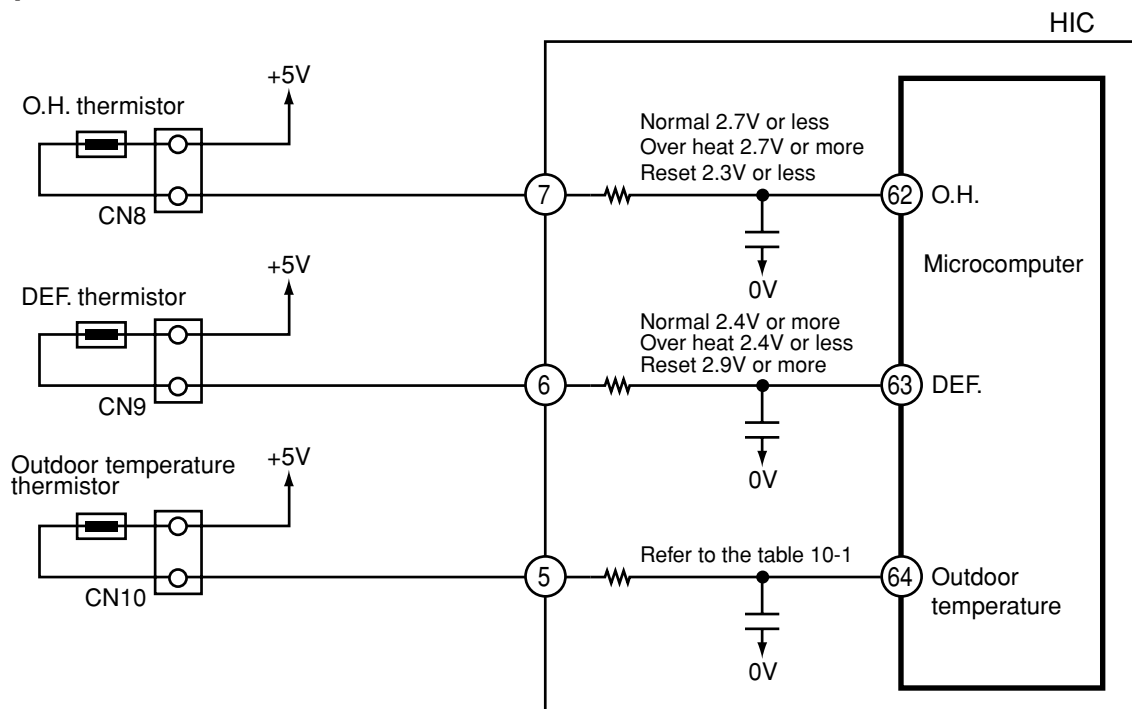 HIC
+5V
O.H. thermistor
CN8
Normal 2.7V or less
Over heat 2.7V or more
Reset 2.3V or less
7
62
O.H.
0V
Microcomputer
+5V
DEF. thermistor
CN9
Normal 2.4V or more
Over heat 2.4V or less
Reset 2.9V or more
6
63
DEF.
0V
+5V
Outdoor temperature
thermistor
CN10
Refer to the table 10-1
5
64
Outdoor
temperature
0V